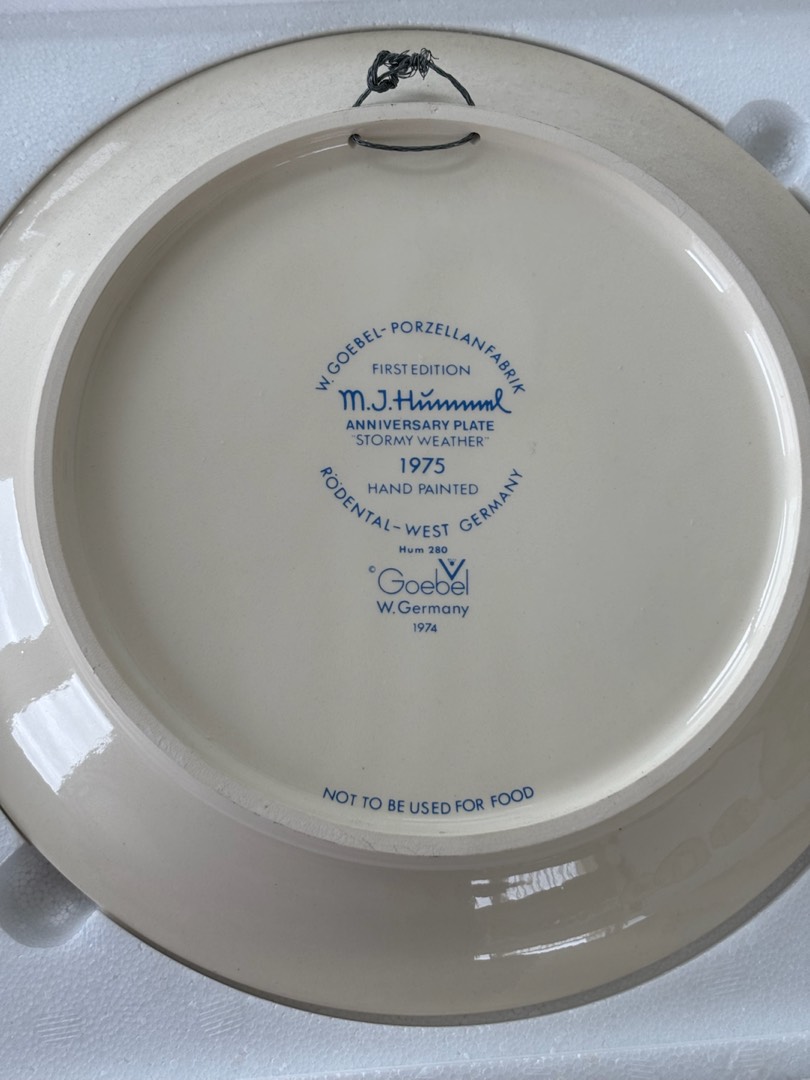 W. GOEBEL-PORZELLANFABRIK
FIRST EDITION
M.J.Hummel
ANNIVERSARY PLATE
"STORMY WEATHER"
1975
HAND PAINTED
RÖDENTAL-WEST GERMANY
Hum 280
© Goebel
W. Germany
1974
NOT TO BE USED FOR FOOD